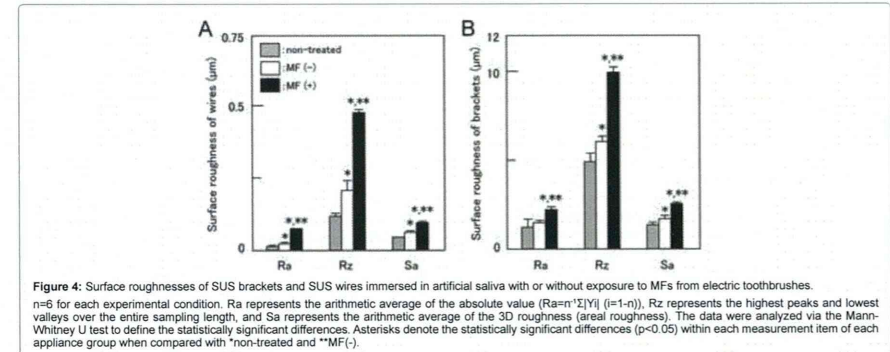 A
B
0.75
0.5
0
Surface roughness of wires (μm)
:non-treated
:MF (-)
:MF (+)
*
*,**
*
*,**
*
*,**
Ra
Rz
Sa
12
10
0
Surface roughness of brackets (μm)
*,**
*
*,**
*
*,**
Ra
Rz
Sa
Figure 4: Surface roughnesses of SUS brackets and SUS wires immersed in artificial saliva with or without exposure to MFs from electric toothbrushes.
n=6 for each experimental condition. Ra represents the arithmetic average of the absolute value (Ra=n⁻¹Σ|Yi| (i=1-n)), Rz represents the highest peaks and lowest
valleys over the entire sampling length, and Sa represents the arithmetic average of the 3D roughness (areal roughness). The data were analyzed via the Mann-
Whitney U test to define the statistically significant differences. Asterisks denote the statistically significant differences (p<0.05) within each measurement item of each
appliance group when compared with *non-treated and **MF(-).